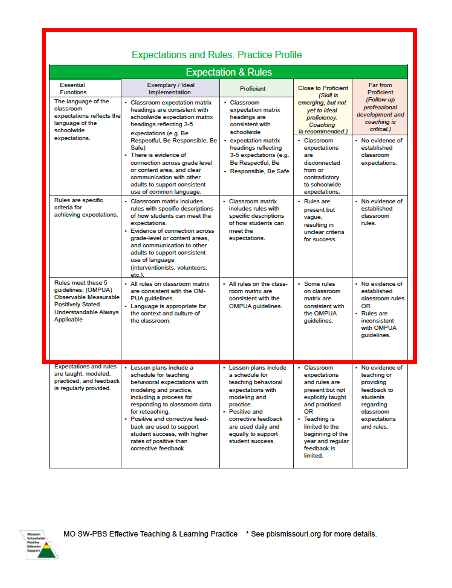 Expectations and Rules: Practice Profile
Expectation & Rules
Essential
Functions
Exemplary / Ideal
Implementation
Proficient
Close to Proficient
(Skill is
emerging, but not
yet to ideal
proficiency.
Coaching
is recommended.)
Far from
Proficient
(Follow-up
professional
development and
coaching is
critical.)
The language of the
classroom
expectations reflects the
language of the
schoolwide
expectations.
• Classroom expectation matrix
headings are consistent with
schoolwide expectation matrix
headings reflecting 3-5
expectations (e.g. Be
Respectful, Be Responsible, Be
Safe)
• There is evidence of
connection across grade level
or content area, and clear
communication with other
adults to support consistent
use of common language.
• Classroom
expectation matrix
headings are
consistent with
schoolwide
• expectation matrix
headings reflecting
3-5 expectations (e.g.
Be Respectful, Be
• Responsible, Be Safe
• Classroom
expectations
are
disconnected
from or
contradictory
to schoolwide
expectations.
• No evidence of
established
classroom
expectations.
Rules are specific
criteria for
achieving expectations.
• Classroom matrix includes
rules with specific descriptions
of how students can meet the
expectations.
• Evidence of connection across
grade-level or content areas,
and communication to other
adults to support consistent
use of language
(interventionists, volunteers,
etc.).
• Classroom matrix
includes rules with
specific descriptions
of how students can
meet the
expectations.
• Rules are
present but
vague,
resulting in
unclear criteria
for success.
• No evidence of
established
classroom
rules.
Rules meet these 5
guidelines: (OMPUA)
Observable Measurable
Positively Stated
Understandable Always
Applicable
• All rules on classroom matrix
are consistent with the OM-
PUA guidelines.
• Language is appropriate for
the context and culture of
the classroom.
• All rules on the class-
room matrix are
consistent with the
OMPUA guidelines.
• Some rules
on classroom
matrix are
consistent with
the OMPUA
guidelines.
• No evidence of
established
classroom rules
OR
• Rules are
inconsistent
with OMPUA
guidelines.
Expectations and rules
are taught, modeled,
practiced, and feedback
is regularly provided.
• Lesson plans include a
schedule for teaching
behavioral expectations with
modeling and practice,
including a process for
responding to classroom data
for reteaching.
• Positive and corrective feed-
back are used to support
student success, with higher
rates of positive than
corrective feedback
• Lesson plans include
a schedule for
teaching behavioral
expectations with
modeling and
practice.
• Positive and
• corrective feedback
are used daily and
equally to support
student success.
• Classroom
expectations
and rules are
present but not
explicitly taught
and practiced
OR
• Teaching is
limited to the
beginning of the
year and regular
feedback is
limited.
• No evidence of
teaching or
providing
feedback to
students
regarding
classroom
expectations
and rules.
Missouri
Schoolwide
Positive
Behavior
Support
MO SW-PBS Effective Teaching & Learning Practice * See pbismissouri.org for more details.